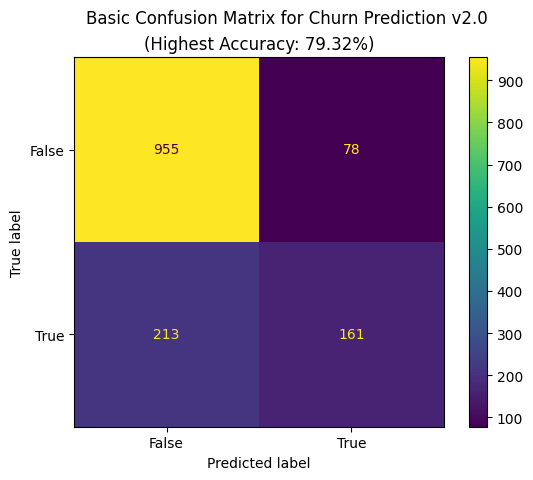 Basic Confusion Matrix for Churn Prediction v2.0
(Highest Accuracy: 79.32%)
True label
False
True
955
78
213
161
False
True
Predicted label
900
800
700
600
500
400
300
200
100